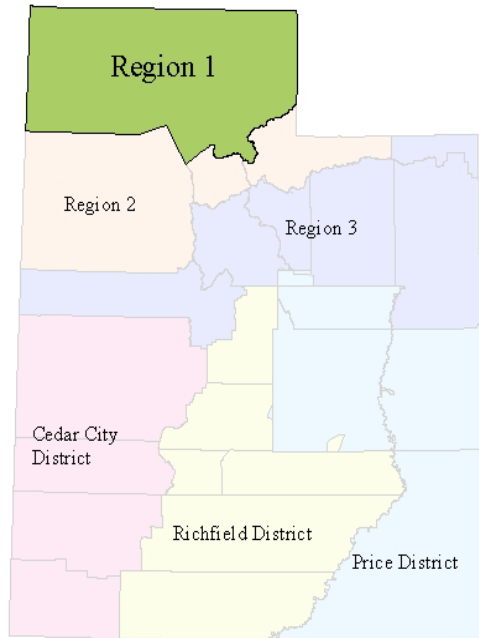 Region 1
Region 2
Region 3
Cedar City
District
Richfield District
Price District